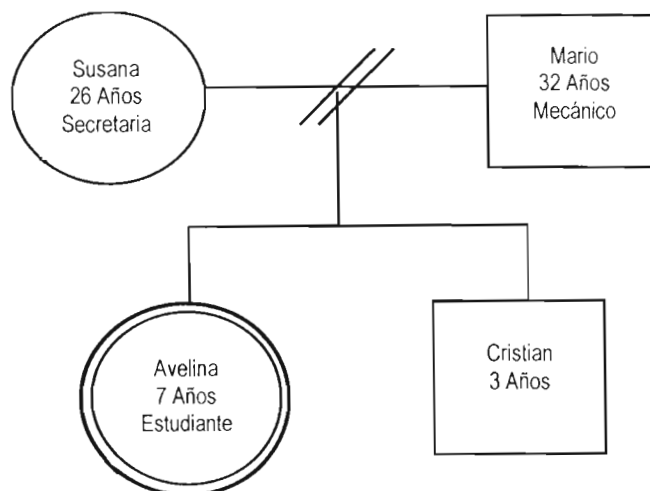 Susana
26 Años
Secretaria
Mario
32 Años
Mecánico
Avelina
7 Años
Estudiante
Cristian
3 Años